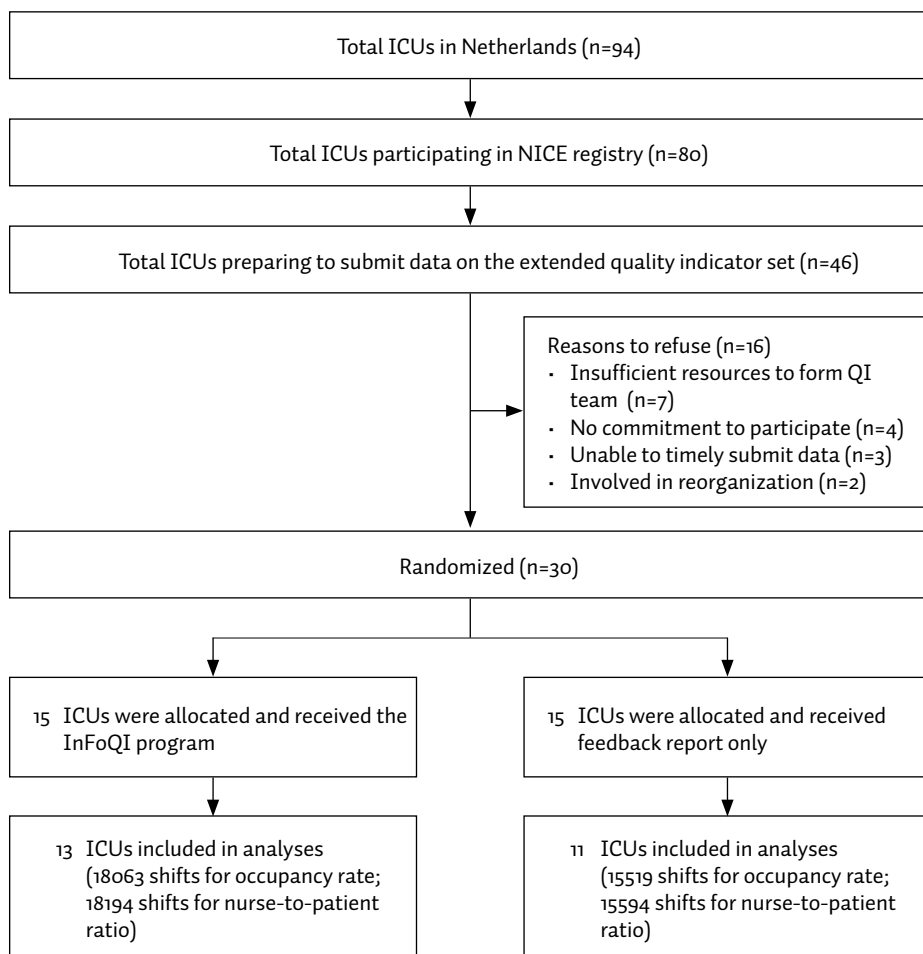 Total ICUs in Netherlands (n=94)
Total ICUs participating in NICE registry (n=80)
Total ICUs preparing to submit data on the extended quality indicator set (n=46)
Reasons to refuse (n=16)
· Insufficient resources to form QI
team (n=7)
· No commitment to participate (n=4)
· Unable to timely submit data (n=3)
· Involved in reorganization (n=2)
Randomized (n=30)
15 ICUs were allocated and received the
InFoQI program
15 ICUs were allocated and received
feedback report only
13 ICUs included in analyses
(18063 shifts for occupancy rate;
18194 shifts for nurse-to-patient
ratio)
11 ICUs included in analyses
(15519 shifts for occupancy rate;
15594 shifts for nurse-to-patient
ratio)